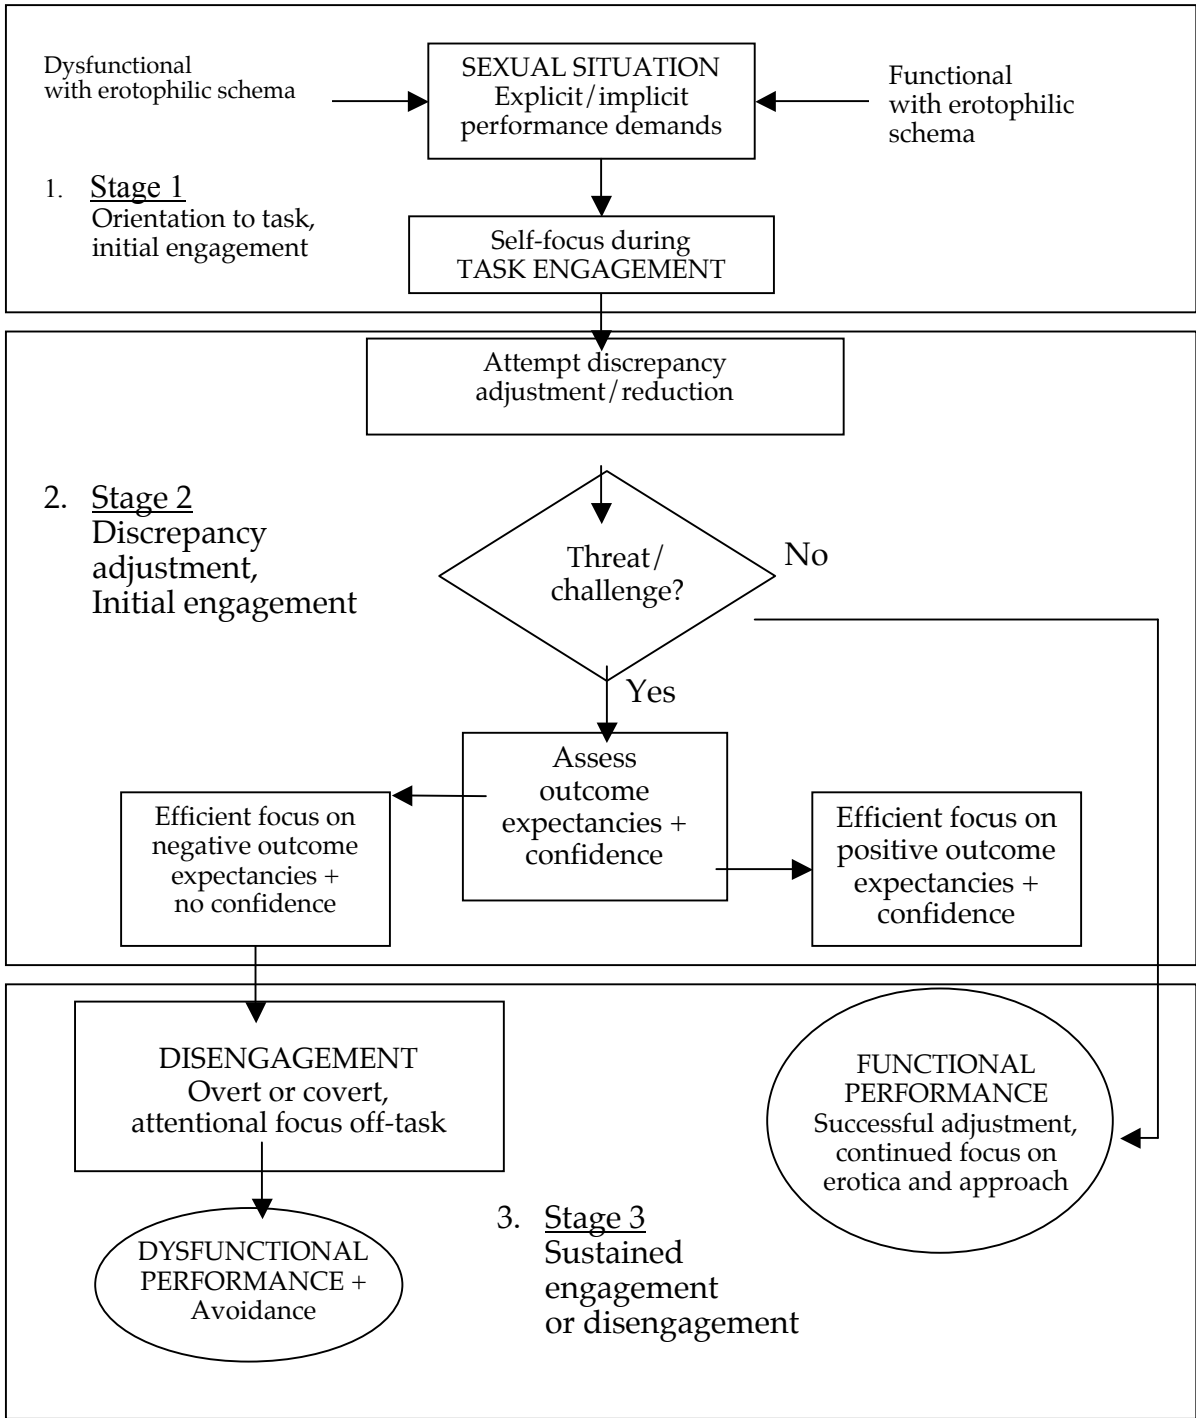 Dysfunctional
with erotophilic schema
SEXUAL SITUATION
Explicit/implicit
performance demands
Functional
with erotophilic
schema
1. Stage 1
Orientation to task,
initial engagement
Self-focus during
TASK ENGAGEMENT
Attempt discrepancy
adjustment/reduction
2. Stage 2
Discrepancy
adjustment,
Initial engagement
Threat/
challenge?
No
Yes
Assess
outcome
expectancies +
confidence
Efficient focus on
negative outcome
expectancies +
no confidence
Efficient focus on
positive outcome
expectancies +
confidence
DISENGAGEMENT
Overt or covert,
attentional focus off-task
FUNCTIONAL
PERFORMANCE
Successful adjustment,
continued focus on
erotica and approach
3. Stage 3
Sustained
engagement
or disengagement
DYSFUNCTIONAL
PERFORMANCE +
Avoidance